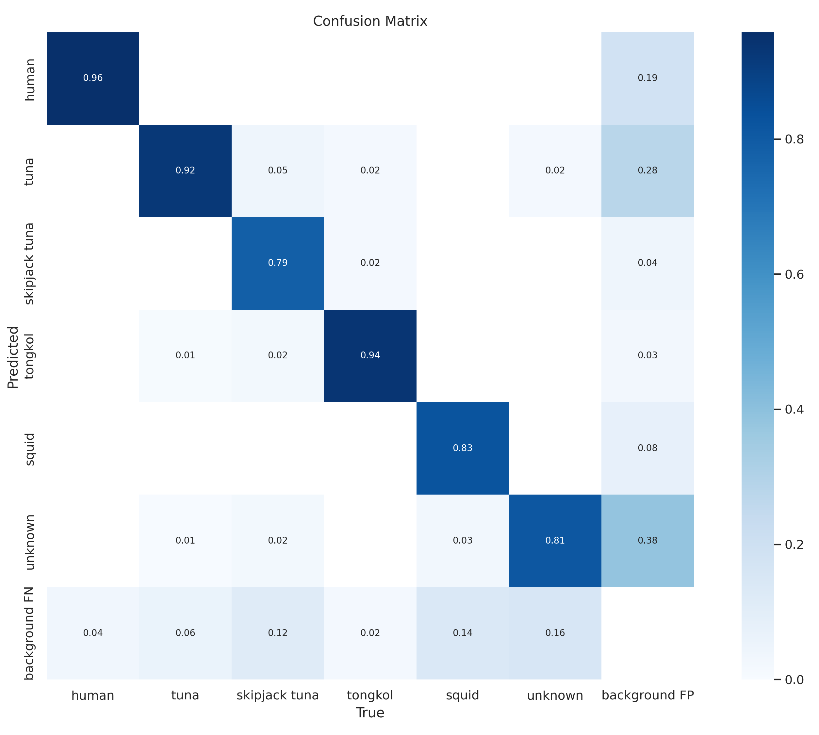 Confusion Matrix
human
0.96
0.19
0.8
tuna
0.92
0.05
0.02
0.02
0.28
skipjack tuna
0.79
0.02
0.04
0.6
Predicted
tongkol
0.01
0.02
0.94
0.03
0.4
squid
0.83
0.08
unknown
0.01
0.02
0.03
0.81
0.38
0.2
background FN
0.04
0.06
0.12
0.02
0.14
0.16
0.0
human
tuna
skipjack tuna
tongkol
squid
unknown
background FP
True